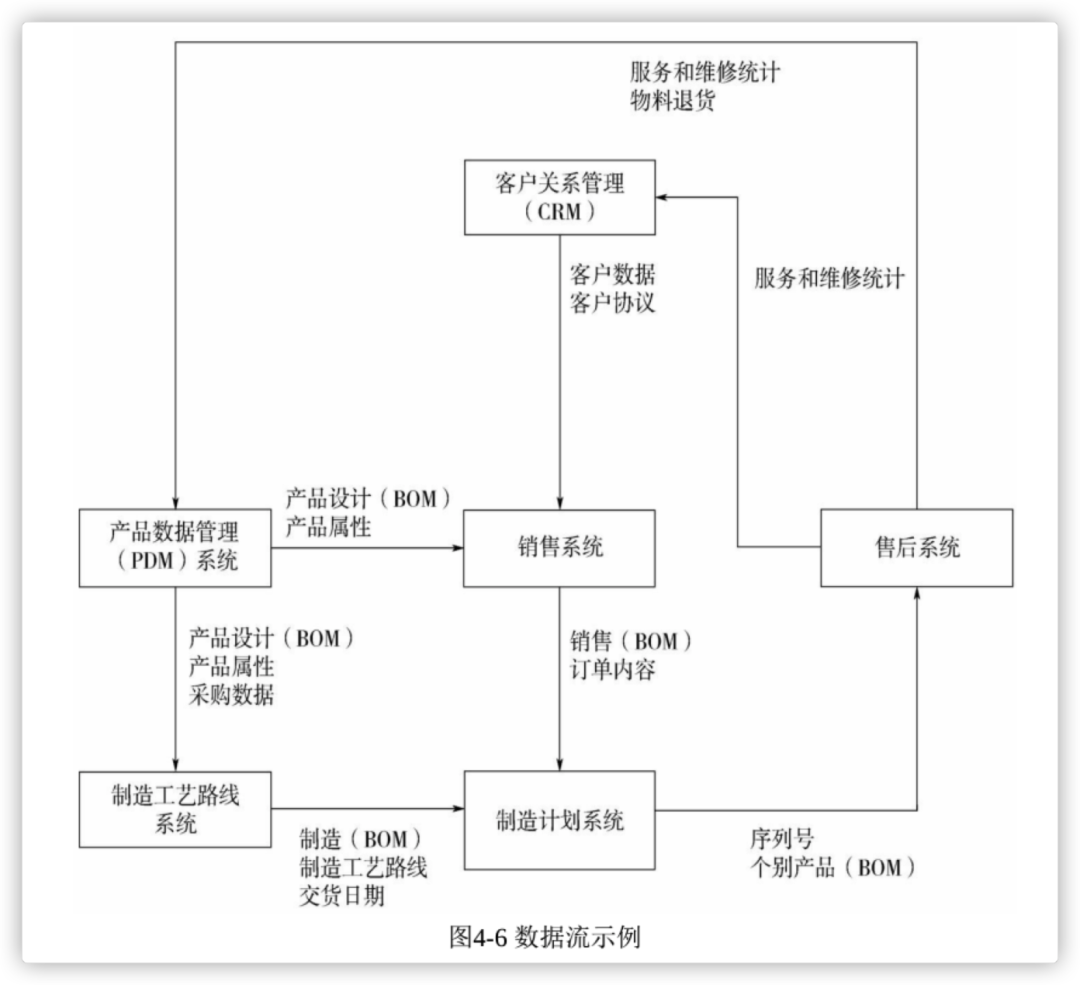 服务和维修统计
物料退货
客户关系管理
（CRM）
客户数据
客户协议
服务和维修统计
产品设计（BOM）
产品属性
产品数据管理
（PDM）系统
销售系统
售后系统
产品设计（BOM）
产品属性
采购数据
销售（BOM）
订单内容
制造工艺路线
系统
制造计划系统
制造（BOM）
制造工艺路线
交货日期
序列号
个别产品（BOM）
图4-6 数据流示例